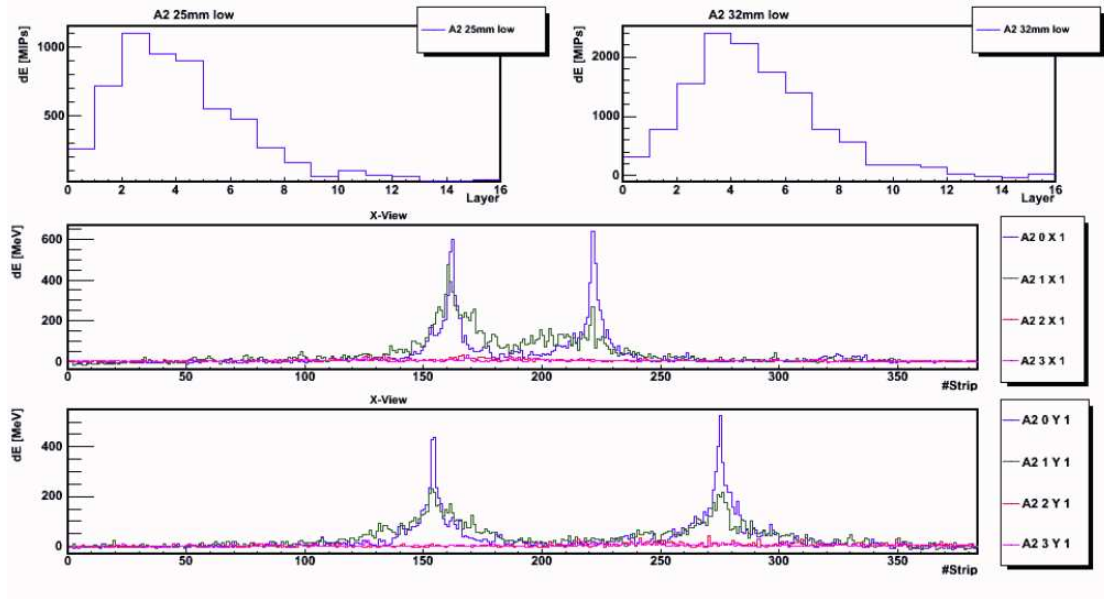 A2 25mm low
A2 25mm low
dE [MIPs]
1000
500
0 2 4 6 8 10 12 14 16
Layer
A2 32mm low
A2 32mm low
dE [MIPs]
2000
1000
0
0 2 4 6 8 10 12 14 16
Layer
X-View
dE [MeV]
600
400
200
0
0 50 100 150 200 250 300 350
#Strip
A2 0 X 1
A2 1 X 1
A2 2 X 1
A2 3 X 1
X-View
dE [MeV]
400
200
0
0 50 100 150 200 250 300 350
#Strip
A2 0 Y 1
A2 1 Y 1
A2 2 Y 1
A2 3 Y 1